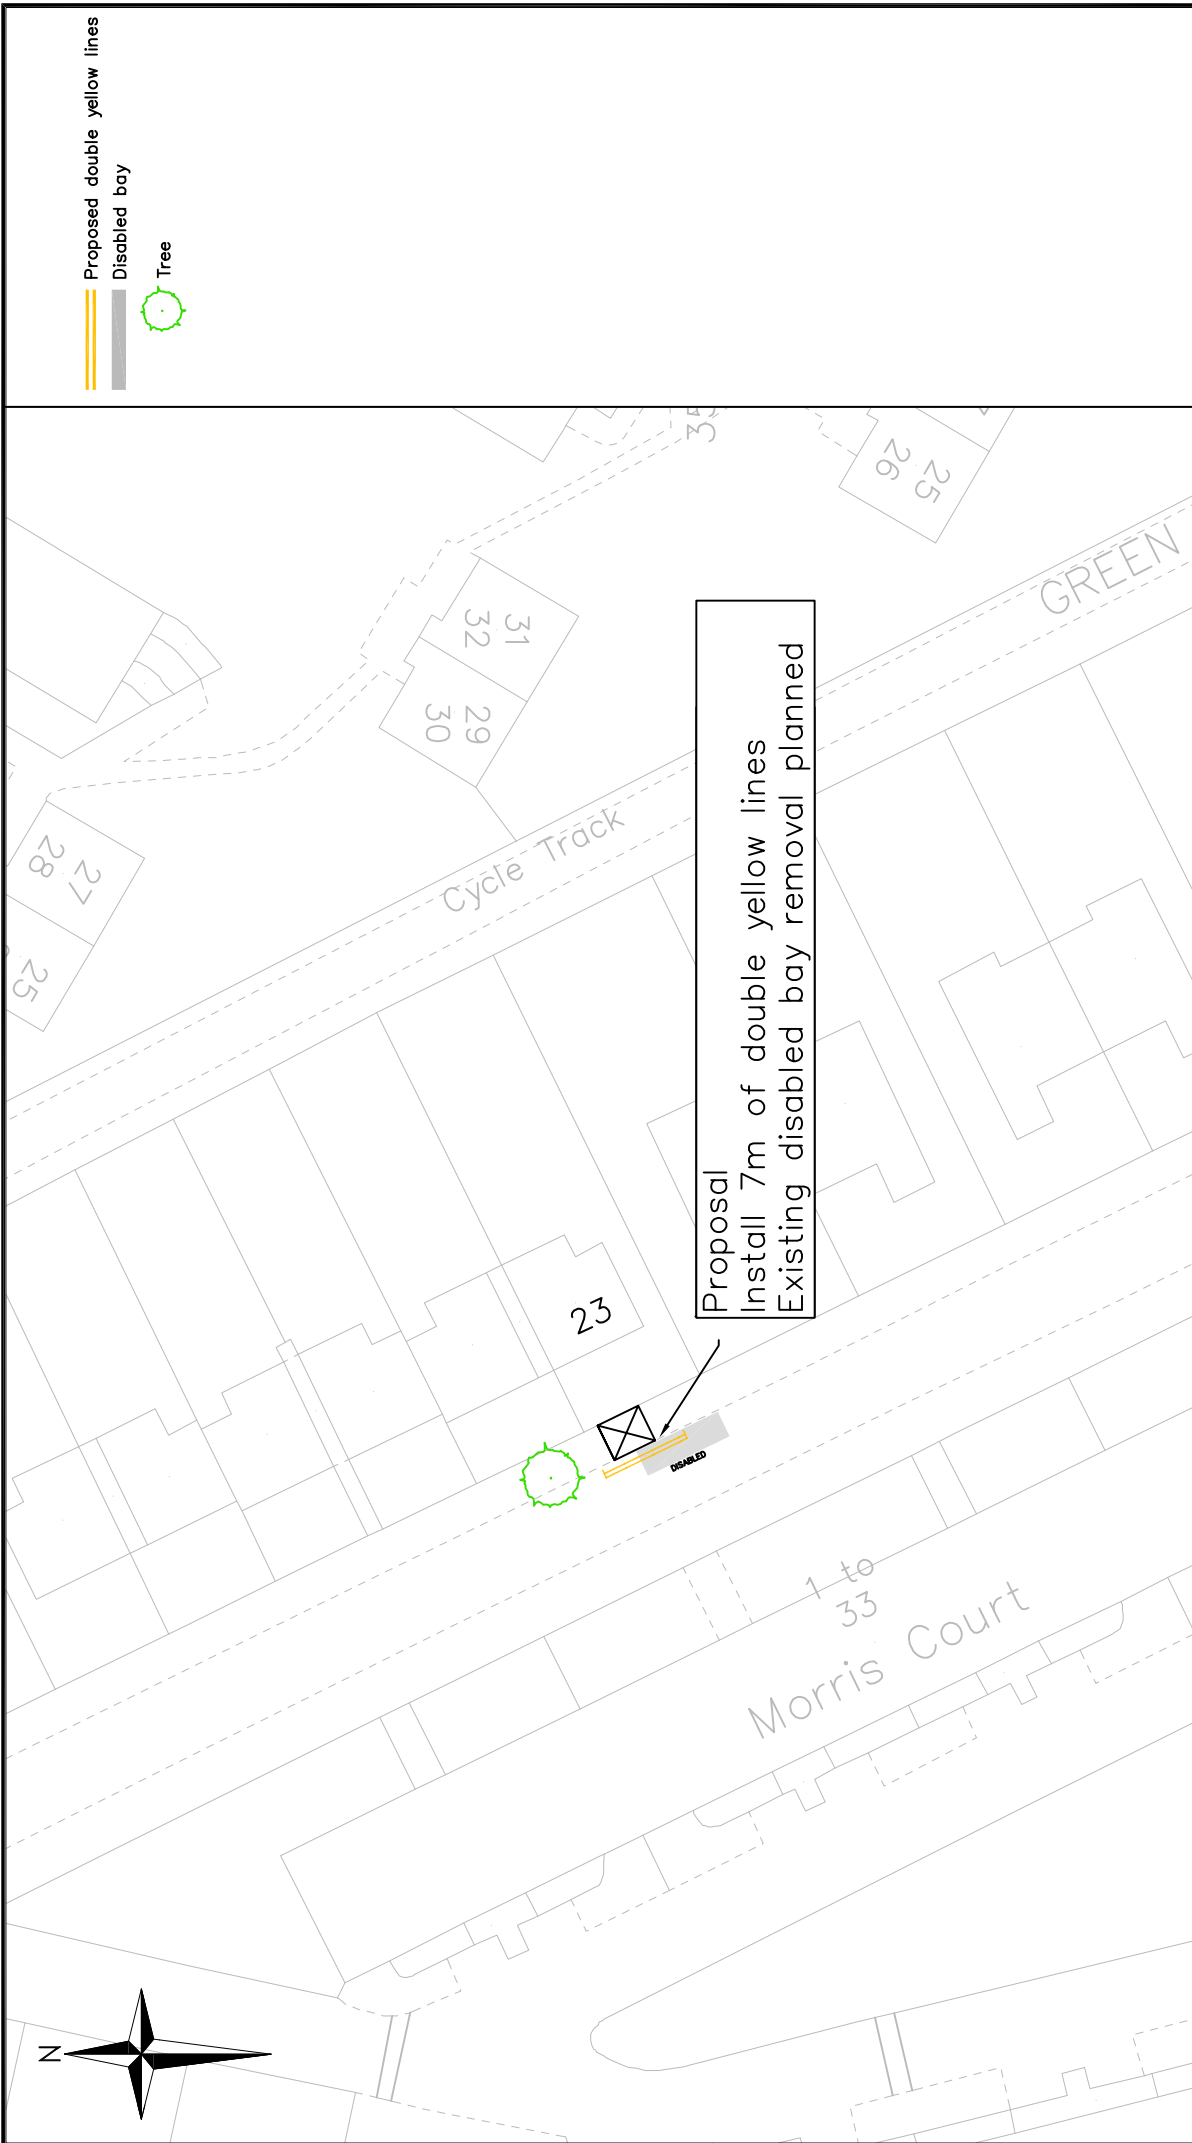 Proposed double yellow lines
Disabled bay
Tree
28
27
25
32
31
30
29
26
25
GREEN
Cycle Track
Proposal
Install 7m of double yellow lines
Existing disabled bay removal planned
23
DISABLED
1 to
33
Morris Court
N